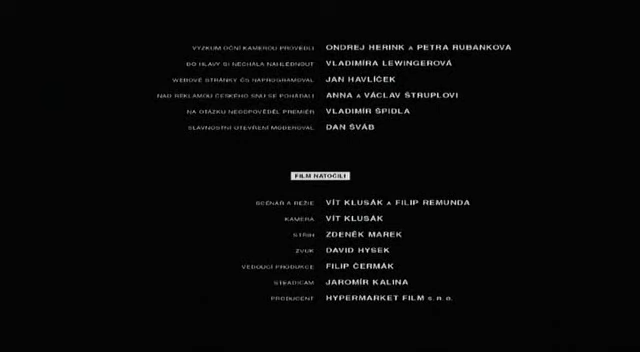 VÝZKUM OČNÍ KAMEROU PROVEDLI ONDREJ HERINK A PETRA RUBANKOVA
DO HLAVY SI NECHALA NAHLÉDNOUT VLADIMÍRA LEWINGEROVÁ
WEBOVÉ STRÁNKY ČS NAPROGRAMOVAL JAN HAVLÍČEK
NAD REKLAMOU ČESKÉHO SNU SE POHÁDALI ANNA A VÁCLAV ŠTRUPLOVI
NA OTÁZKU NEODPOVĚDĚL PREMIÉR VLADIMÍR ŠPIDLA
SLAVNOSTNÍ OTEVŘENÍ MODEROVAL DAN ŠVÁB
FILM NATOČILI
SCÉNÁŘ A REŽIE VÍT KLUSÁK A FILIP REMUNDA
KAMERA VÍT KLUSÁK
STŘIH ZDENĚK MAREK
ZVUK DAVID HYSEK
VEDOUCÍ PRODUKCE FILIP ČERMÁK
STEADICAM JAROMÍR KALINA
PRODUCENT HYPERMARKET FILM s.r.o.